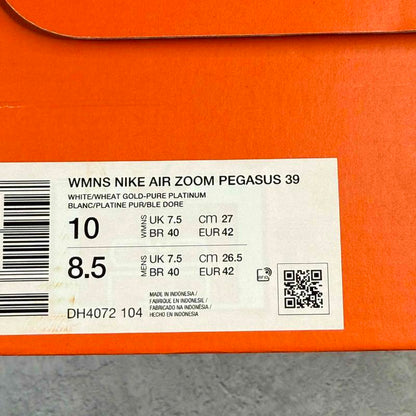 WMNS NIKE AIR ZOOM PEGASUS 39
WHITE/WHEAT GOLD-PURE PLATINUM
BLANC/PLATINE PUR/BLE DORE
10 WMNS UK 7.5 CM 27
BR 40 EUR 42
8.5 MENS UK 7.5 CM 26.5
BR 40 EUR 42
MADE IN INDONESIA /
FABRIQUE EN INDONESIE /
FABRICADO NA INDONÉSIA /
HECHO EN INDONESIA
DH4072 104